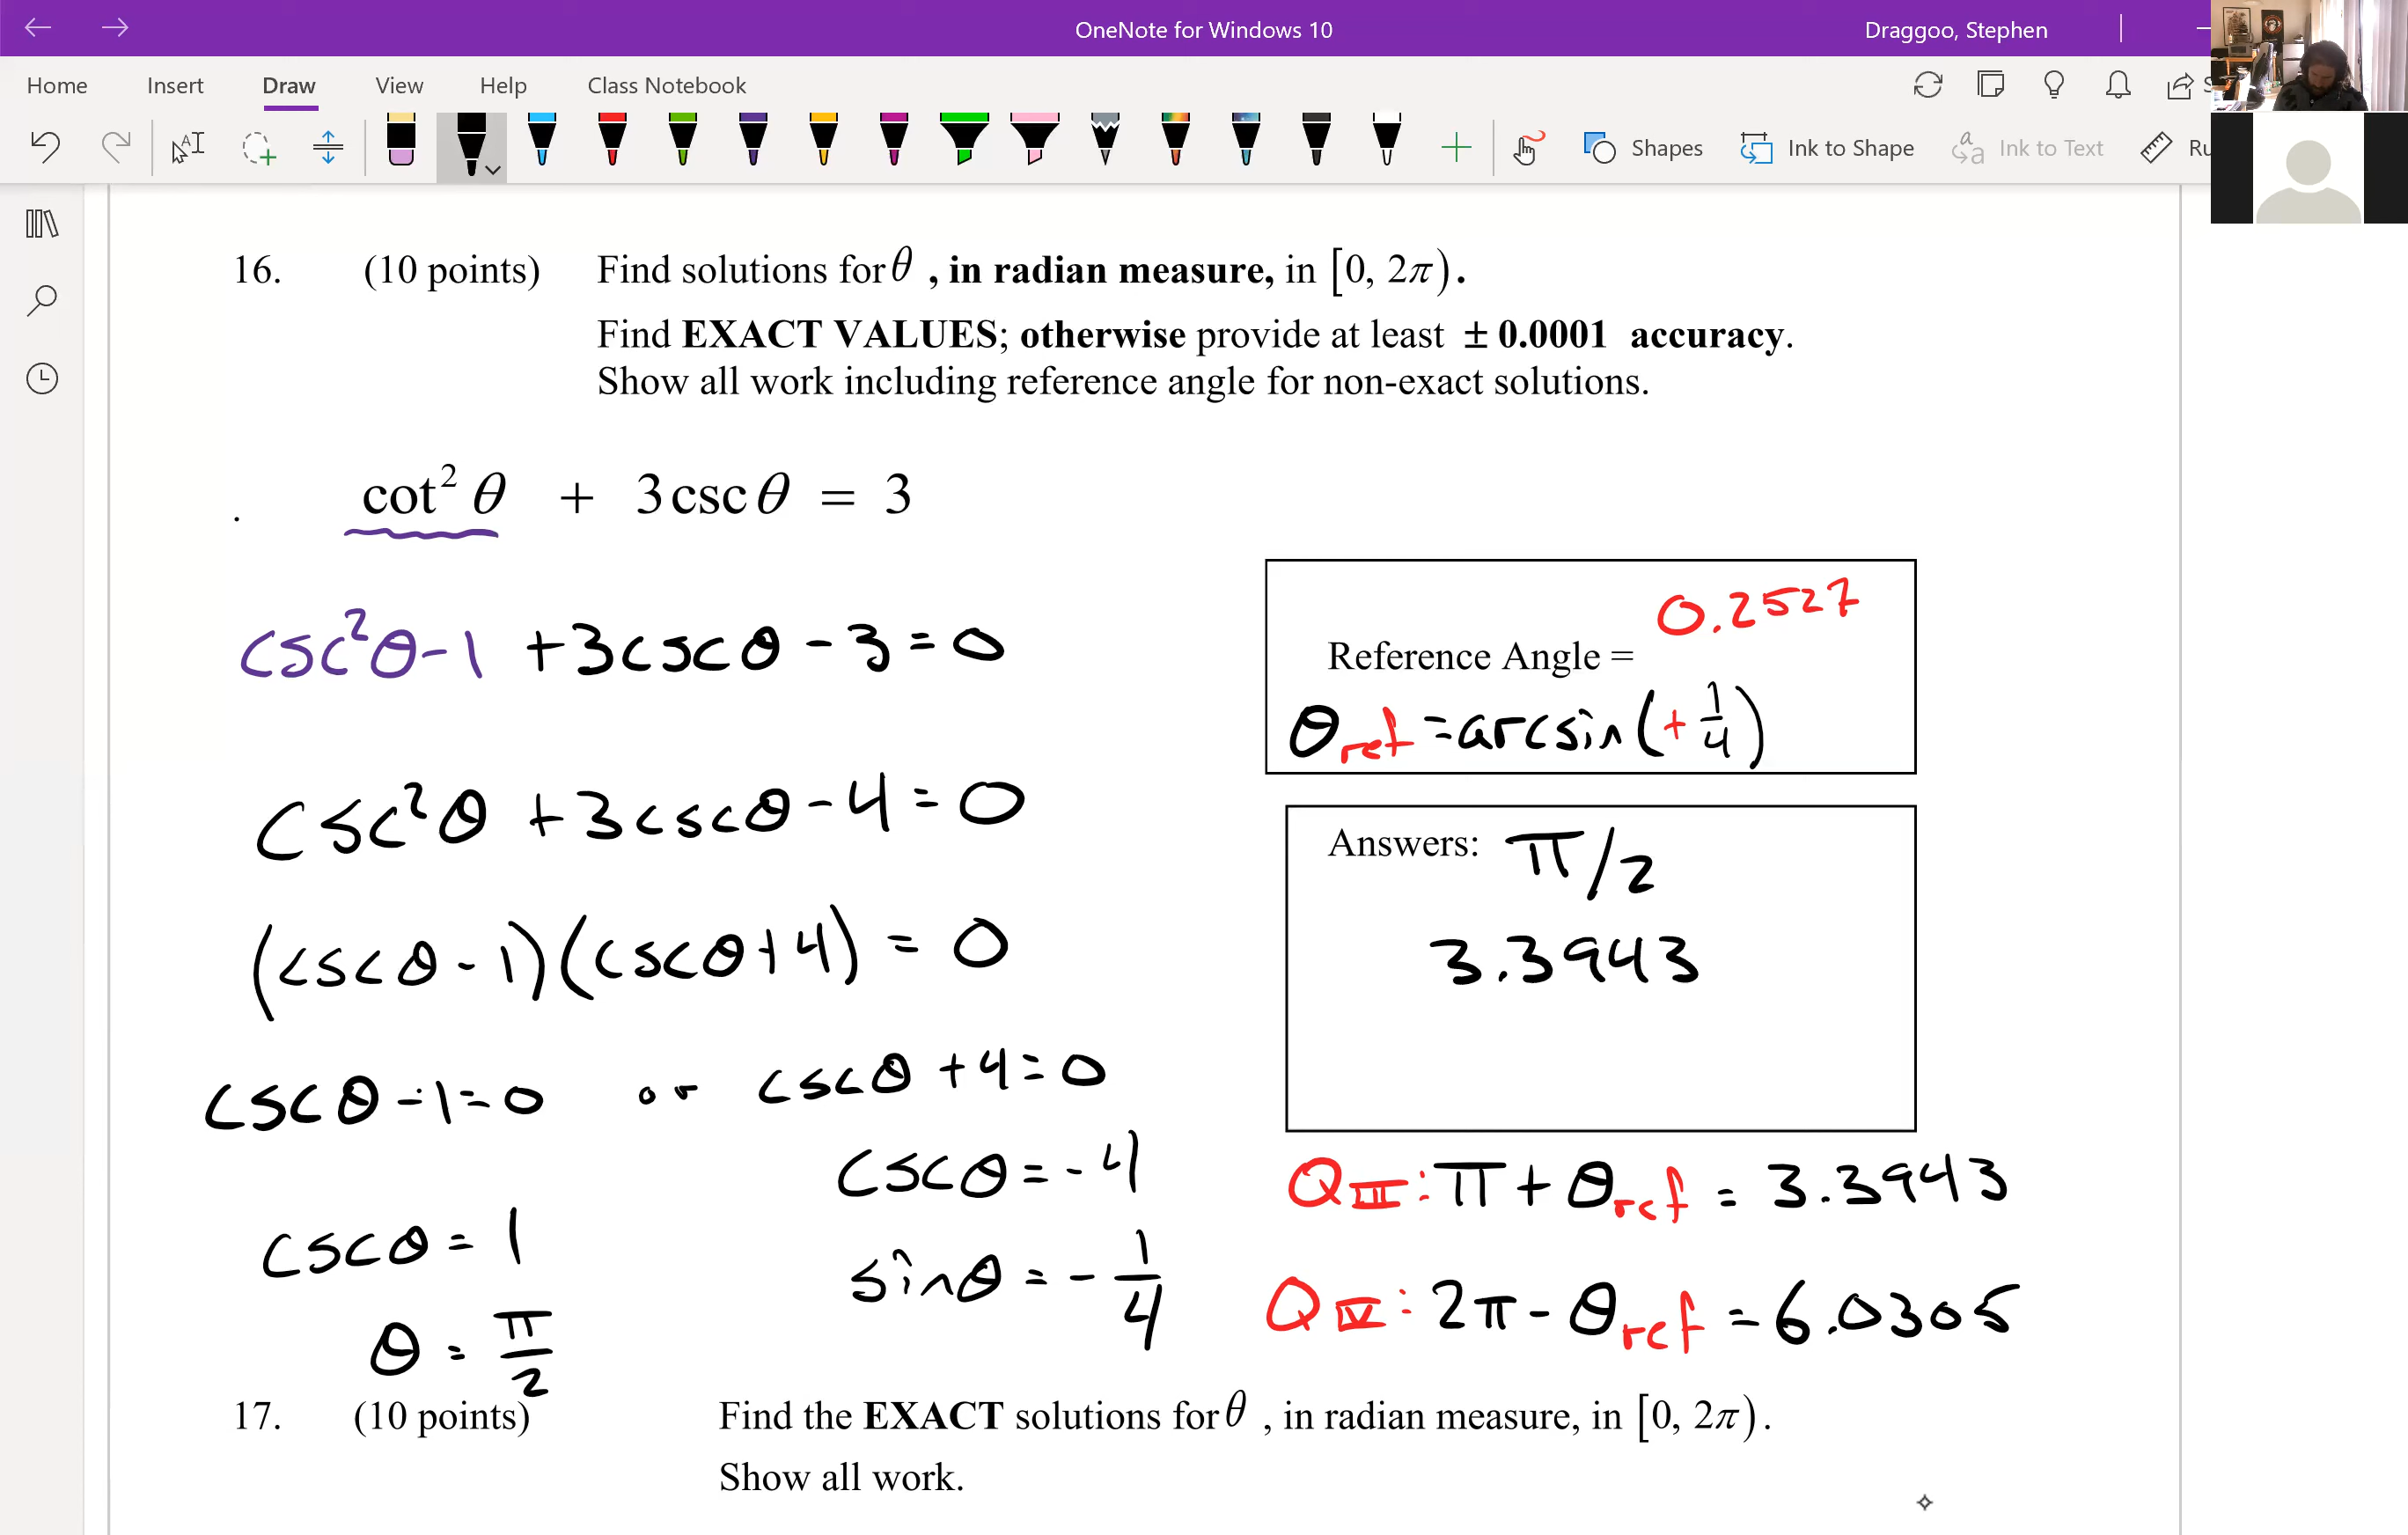 OneNote for Windows 10
Draggoo, Stephen
Home Insert Draw View Help Class Notebook
Shapes Ink to Shape Ink to Text
16. (10 points) Find solutions for θ , in radian measure, in [0, 2π).
Find EXACT VALUES; otherwise provide at least ± 0.0001 accuracy.
Show all work including reference angle for non-exact solutions.
. cot² θ + 3 csc θ = 3
csc²θ-1 +3cscθ-3=0
csc²θ +3cscθ-4=0
(cscθ-1)(cscθ+4)=0
cscθ-1=0 or cscθ+4=0
cscθ=-4
cscθ=1
sinθ=-1/4
θ=π/2
0.2527
Reference Angle =
θref=arcsin(+1/4)
Answers: π/2
3.3943
QIII: π+θref=3.3943
QIV: 2π-θref=6.0305
17. (10 points) Find the EXACT solutions for θ , in radian measure, in [0, 2π).
Show all work.